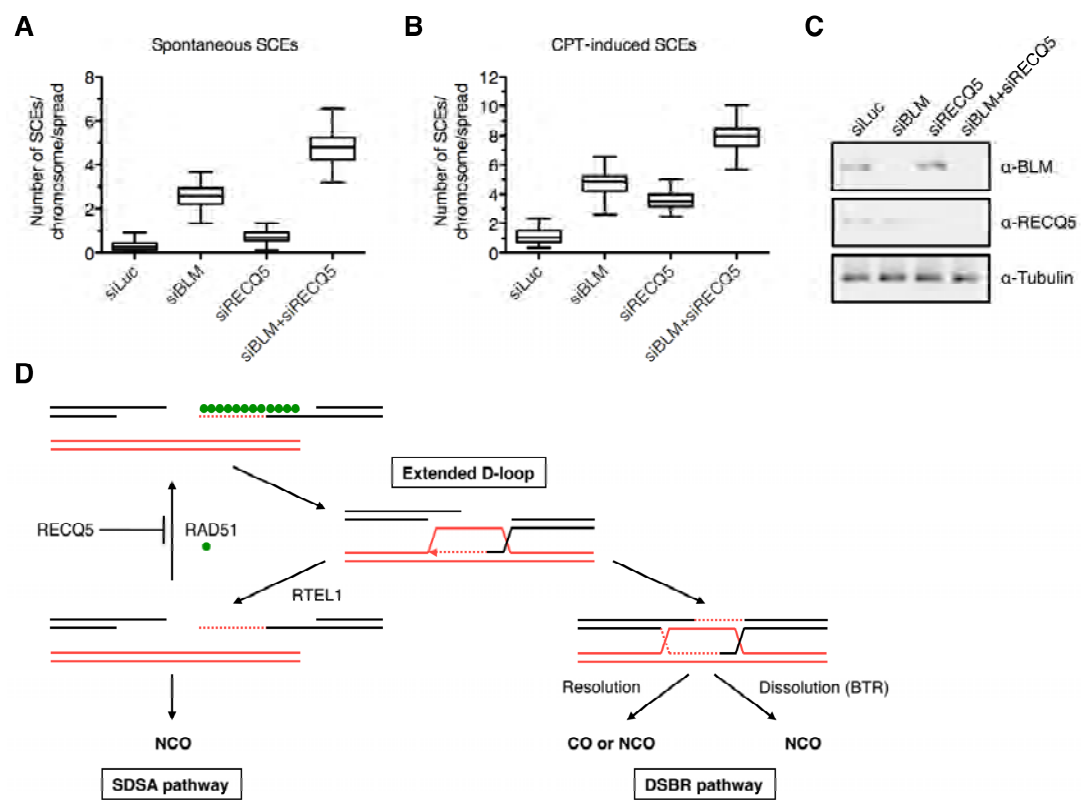 A
Spontaneous SCEs
Number of SCEs/
chromosome/spread
8
6
4
2
0
siLuc
siBLM
siRECQ5
siBLM+siRECQ5
B
CPT-induced SCEs
Number of SCEs/
chromosome/spread
12
10
8
6
4
2
0
siLuc
siBLM
siRECQ5
siBLM+siRECQ5
C
siLuc
siBLM
siRECQ5
siBLM+siRECQ5
α-BLM
α-RECQ5
α-Tubulin
D
Extended D-loop
RECQ5
RAD51
RTEL1
Resolution
Dissolution (BTR)
NCO
CO or NCO
NCO
SDSA pathway
DSBR pathway